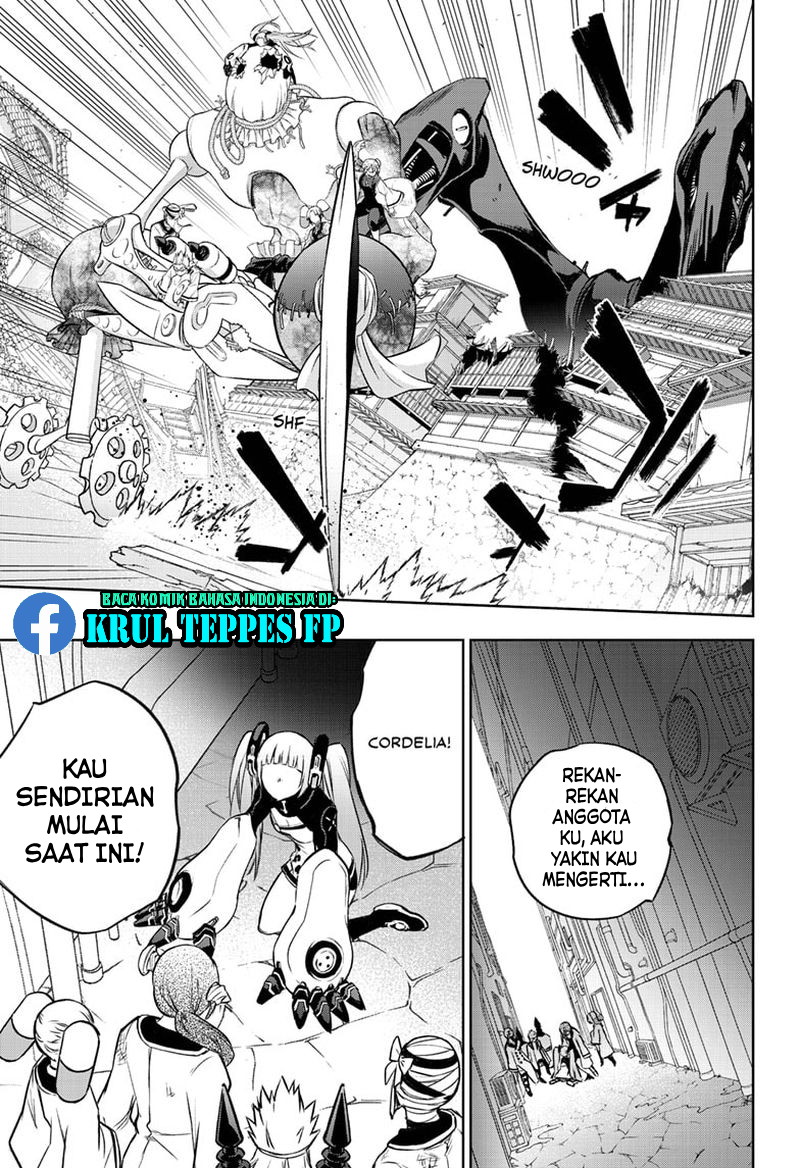 SHWOOO
SHF
BACA KOMIK BAHASA INDONESIA DI:
KRUL TEPPES FP
REKAN-
REKAN
ANGGOTA
KU, AKU
YAKIN KAU
MENGERTI...
CORDELIA!
KAU
SENDIRIAN
MULAI
SAAT INI!